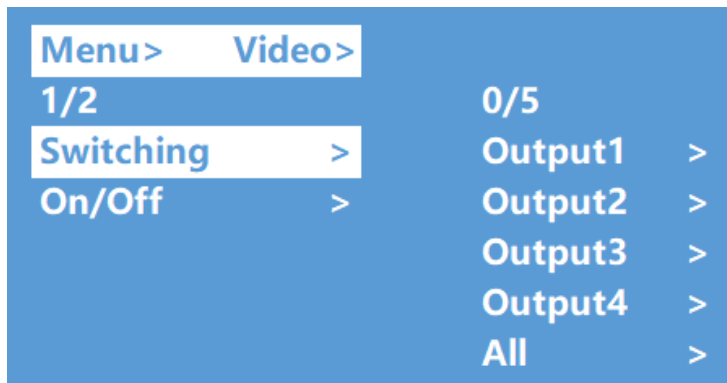 Menu> Video>
1/2 0/5
Switching > Output1 >
On/Off > Output2 >
Output3 >
Output4 >
All >